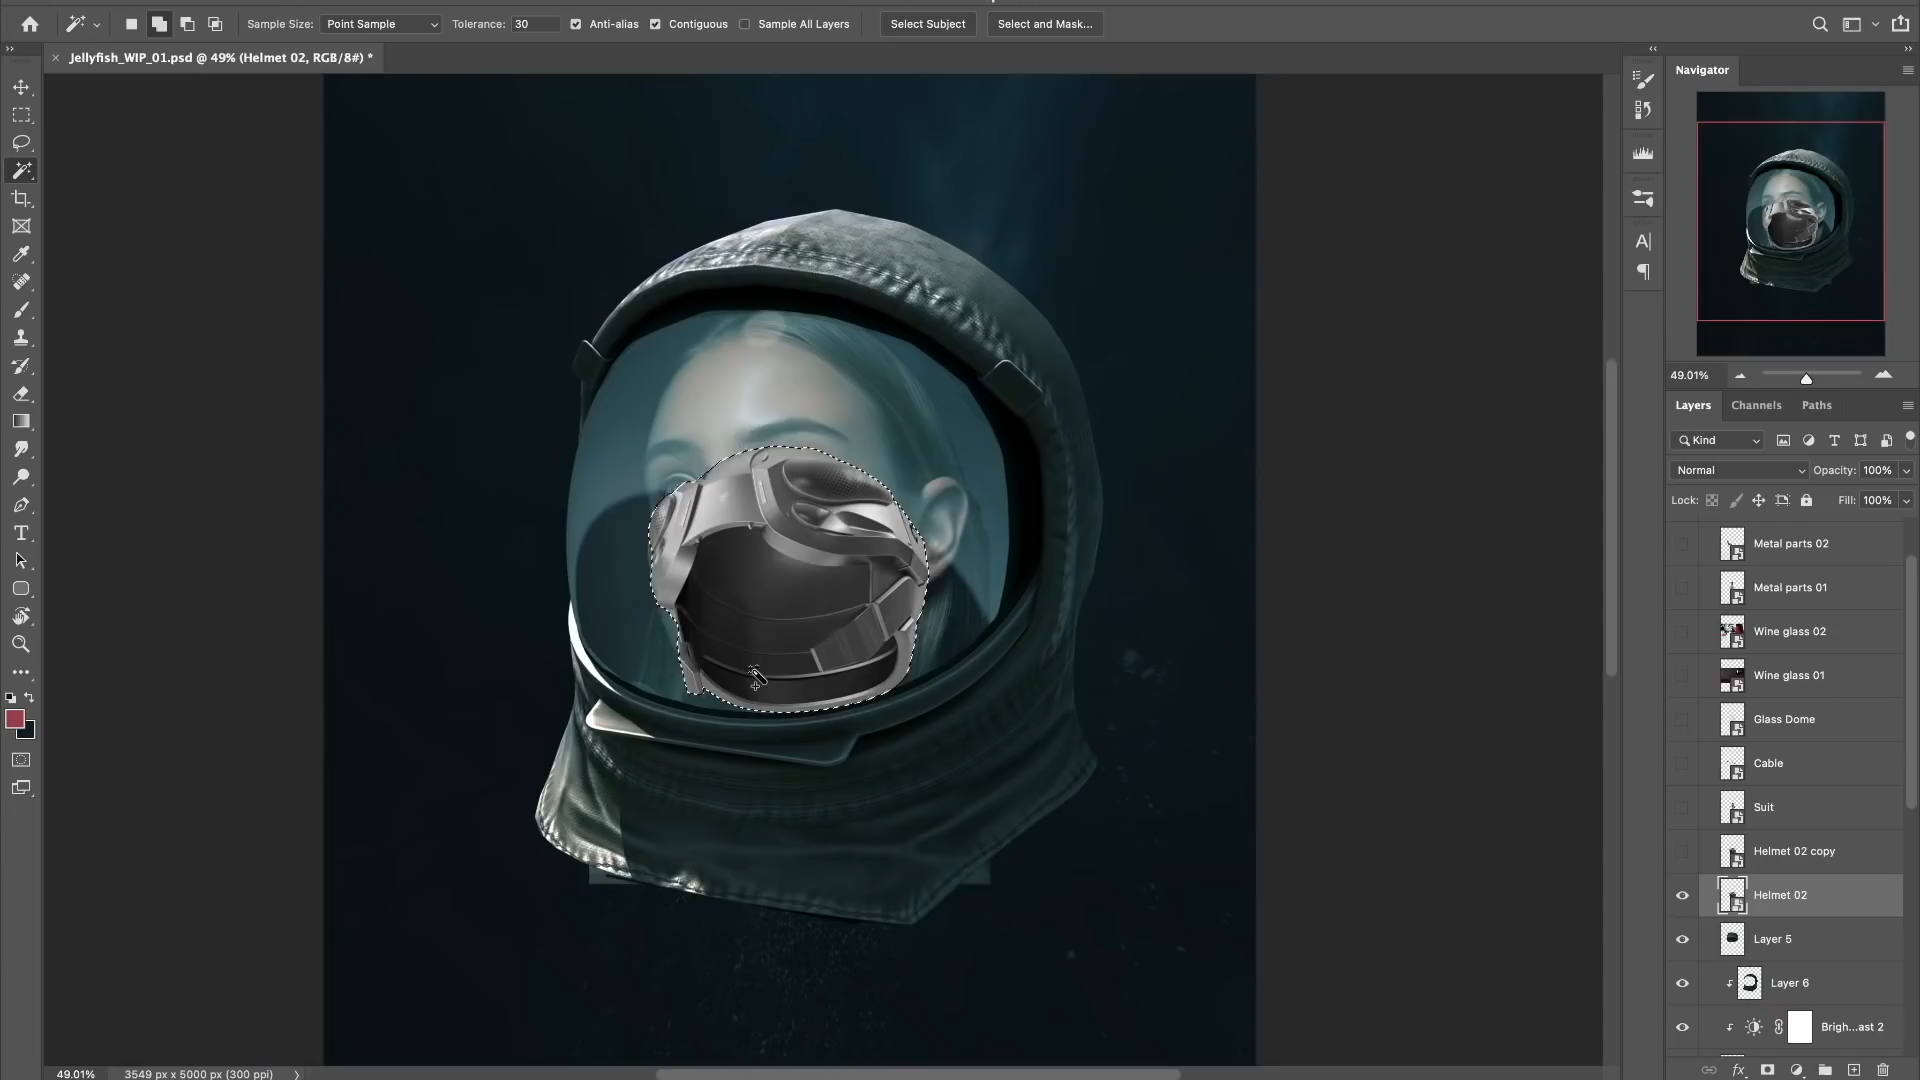 Sample Size: Point Sample Tolerance: 30 Anti-alias Contiguous Sample All Layers Select Subject Select and Mask...
Jellyfish_WIP_01.psd @ 49% (Helmet 02, RGB/8#) *
Navigator
49.01%
Layers Channels Paths
Kind
Normal Opacity: 100%
Lock: Fill: 100%
Metal parts 02
Metal parts 01
Wine glass 02
Wine glass 01
Glass Dome
Cable
Suit
Helmet 02 copy
Helmet 02
Layer 5
Layer 6
Brigh...ast 2
fx
49.01% 3549 px x 5000 px (300 ppi)